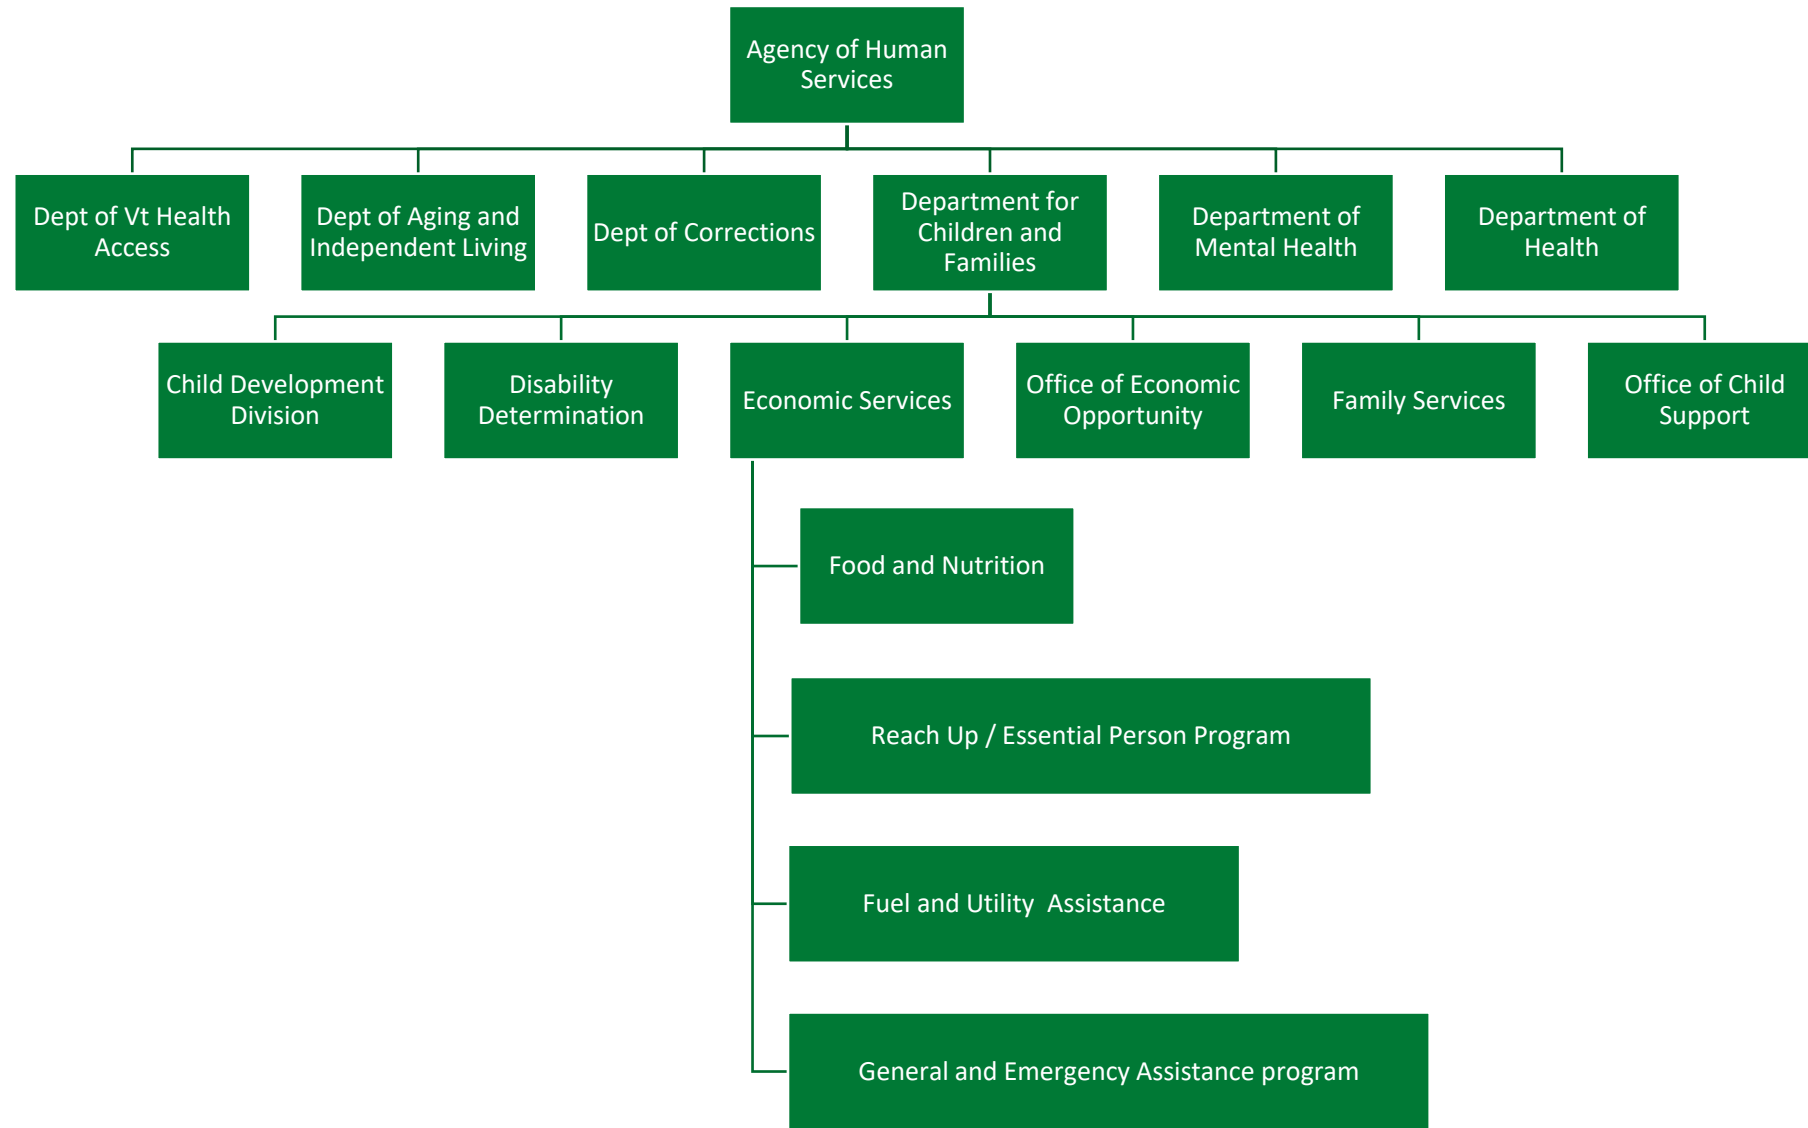 Agency of Human
Services
Dept of Vt Health
Access
Dept of Aging and
Independent Living
Dept of Corrections
Department for
Children and
Families
Department of
Mental Health
Department of
Health
Child Development
Division
Disability
Determination
Economic Services
Office of Economic
Opportunity
Family Services
Office of Child
Support
Food and Nutrition
Reach Up / Essential Person Program
Fuel and Utility  Assistance
General and Emergency Assistance program